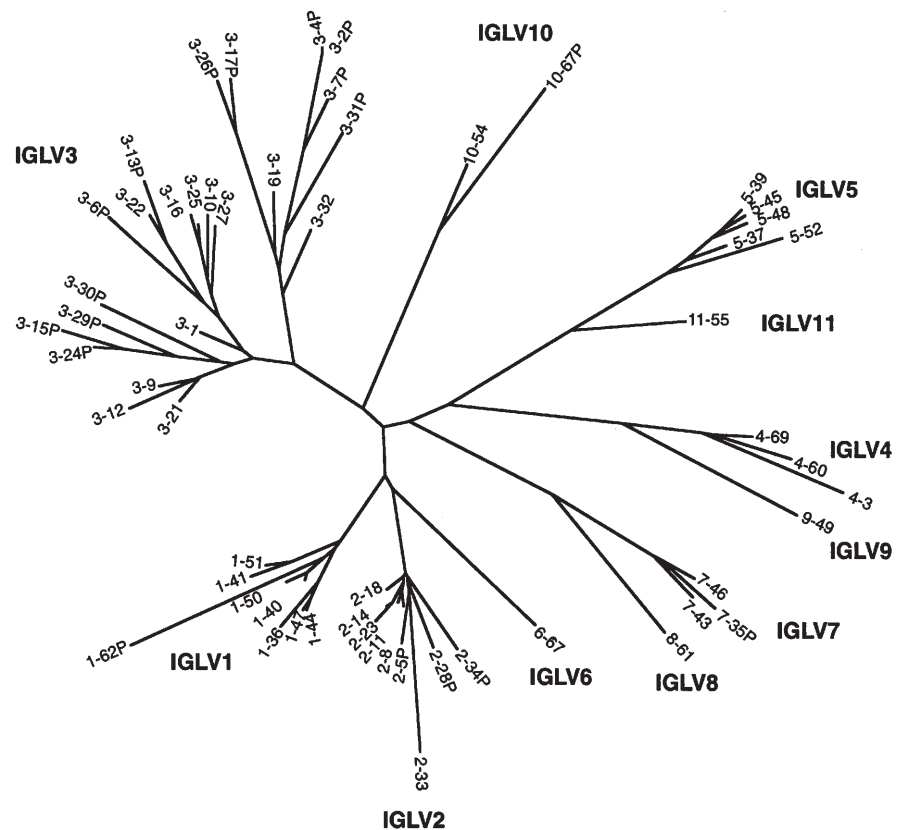 IGLV10
3-4P
3-2P
3-17P
3-26P
10-67P
3-7P
3-31P
IGLV3
3-13P
10-54
3-19
3-16
3-25
3-10
3-27
3-22
3-6P
3-32
5-39
IGLV5
5-45
5-48
5-37
5-52
3-30P
3-29P
3-15P
3-24P
3-1
11-55
IGLV11
3-9
3-12
3-21
4-69
IGLV4
4-60
4-3
9-49
IGLV9
1-51
1-41
1-50
1-40
1-47
1-44
1-36
1-62P
IGLV1
2-18
2-14
2-23
2-11
2-8
2-5P
2-28P
2-34P
6-67
IGLV6
7-46
7-43
7-35P
IGLV7
8-61
IGLV8
2-33
IGLV2